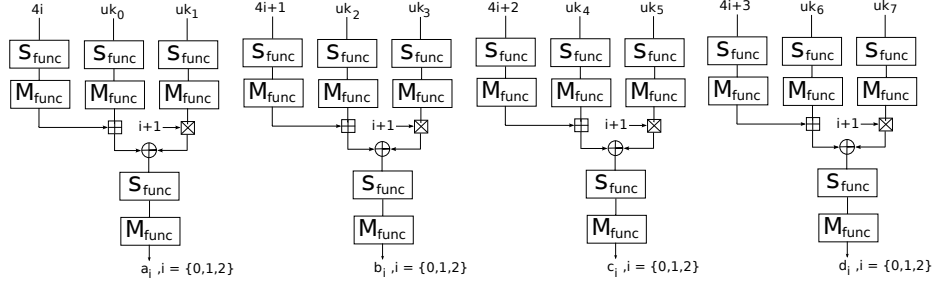 4i uk0 uk1 4i+1 uk2 uk3 4i+2 uk4 uk5 4i+3 uk6 uk7
Sfunc Sfunc Sfunc Sfunc Sfunc Sfunc Sfunc Sfunc Sfunc Sfunc Sfunc Sfunc
Mfunc Mfunc Mfunc Mfunc Mfunc Mfunc Mfunc Mfunc Mfunc Mfunc Mfunc Mfunc
i+1 i+1 i+1 i+1
Sfunc Sfunc Sfunc Sfunc
Mfunc Mfunc Mfunc Mfunc
ai ,i = {0,1,2} bi ,i = {0,1,2} ci ,i = {0,1,2} di ,i = {0,1,2}